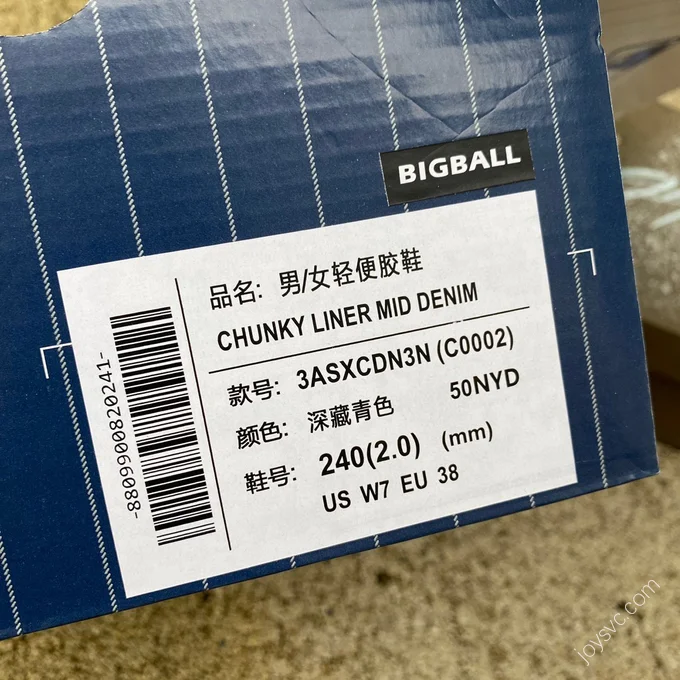 BIGBALL
品名: 男/女轻便胶鞋
CHUNKY LINER MID DENIM
款号: 3ASXCDN3N (C0002)
颜色: 深藏青色 50NYD
鞋号: 240(2.0) (mm)
US W7 EU 38
-8809900820241-
joysvc.com